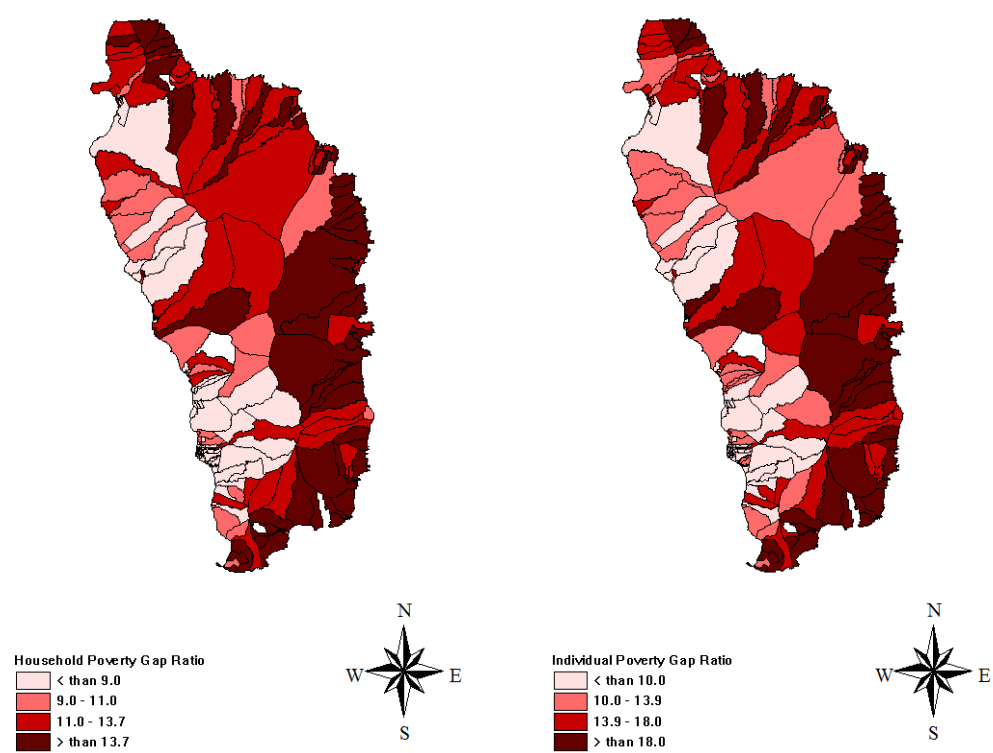 N
W E
S
Household Poverty Gap Ratio
< than 9.0
9.0 - 11.0
11.0 - 13.7
> than 13.7
N
W E
S
Individual Poverty Gap Ratio
< than 10.0
10.0 - 13.9
13.9 - 18.0
> than 18.0